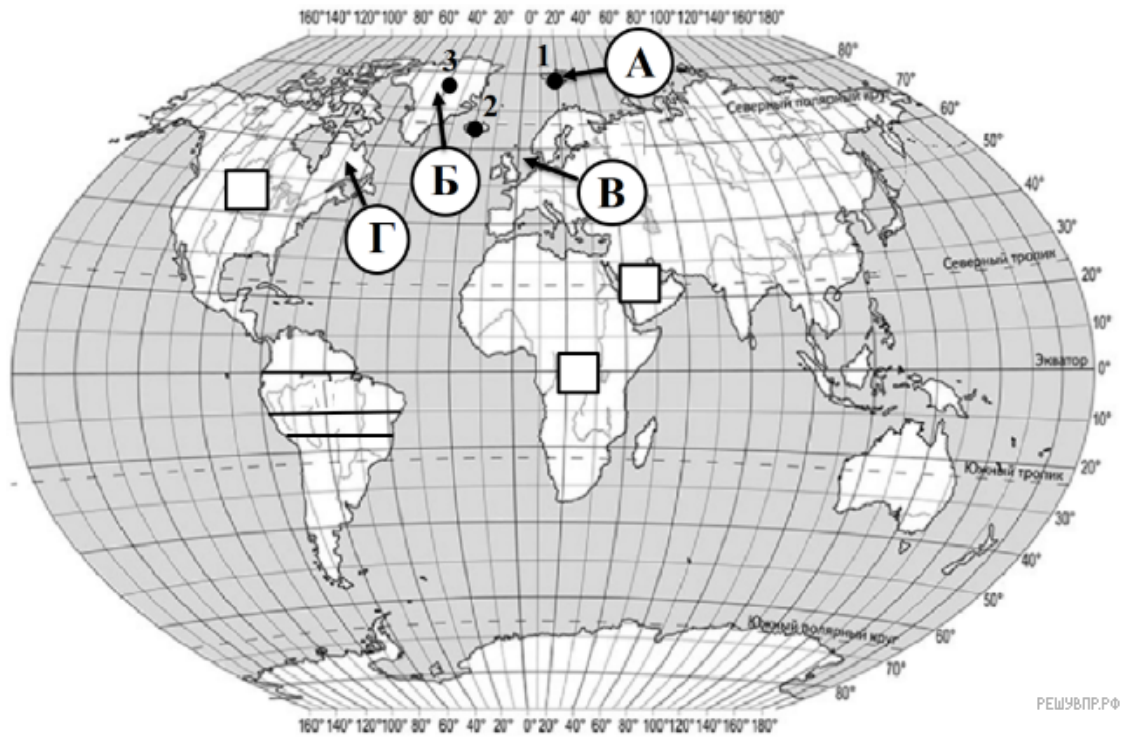 160°140°120°100° 80° 60° 40° 20° 0° 20° 40° 60° 80° 100°120°140°160°180°
80°
3
1
А
70°
2
Северный полярный круг
60°
50°
Б
В
40°
Г
30°
Северный тропик
20°
10°
Экватор
0°
10°
Южный тропик
20°
30°
40°
50°
Южный полярный круг
60°
70°
80°
РЕШУВПР.РФ
160°140°120°100° 80° 60° 40° 20° 0° 20° 40° 60° 80° 100°120°140°160°180°